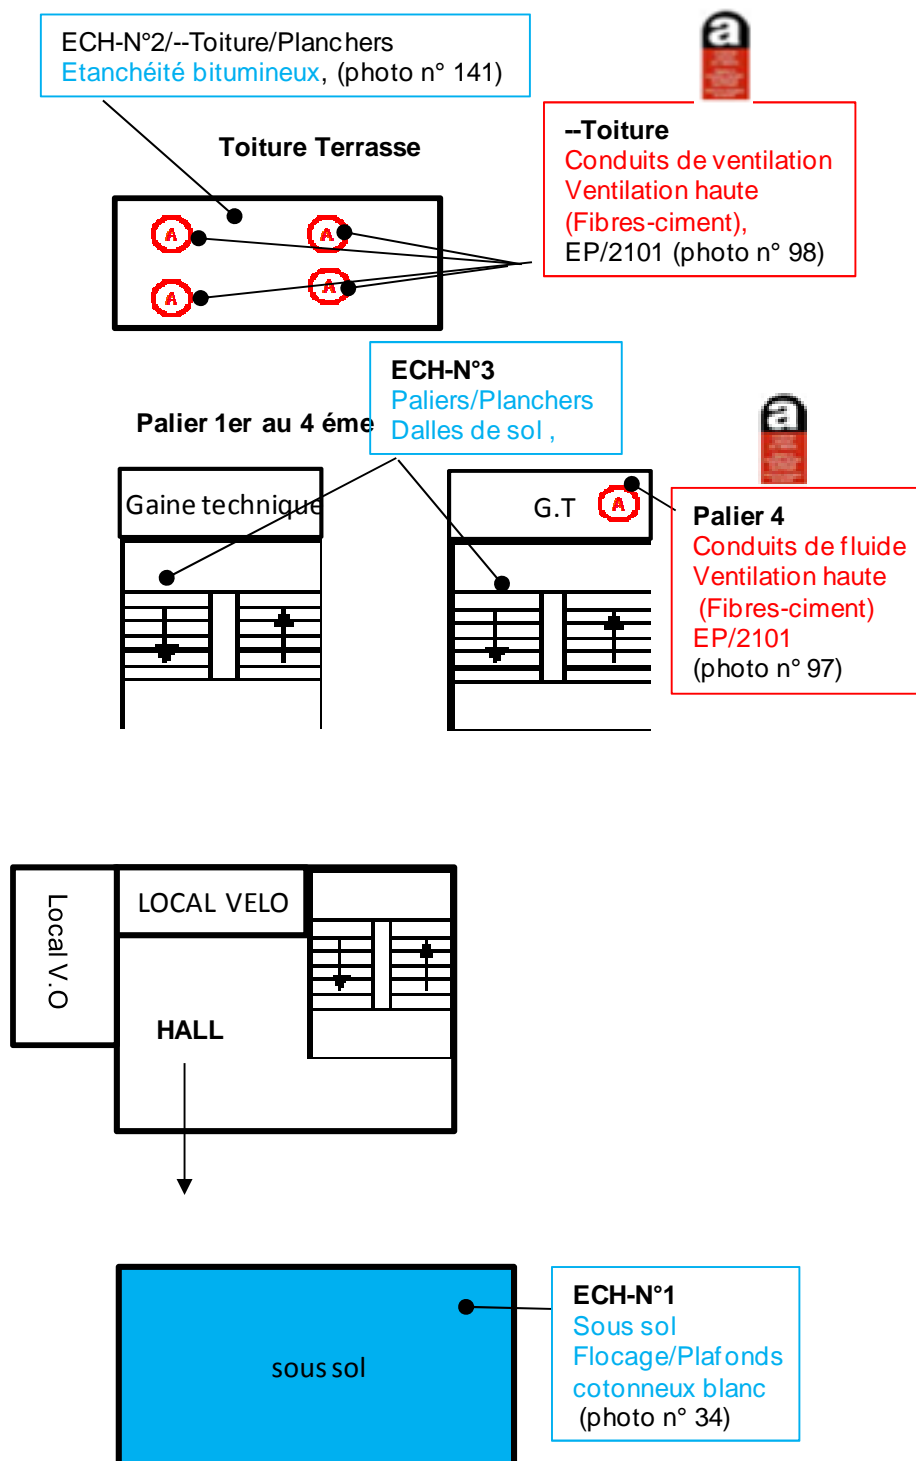 a
ECH-N°2/--Toiture/Planchers
Etanchéité bitumineux, (photo n° 141)
--Toiture
Conduits de ventilation
Ventilation haute
(Fibres-ciment),
EP/2101 (photo n° 98)
Toiture Terrasse
A
A
A
A
ECH-N°3
Paliers/Planchers
Dalles de sol ,
Palier 1er au 4 éme
a
Gaine technique
G.T
A
Palier 4
Conduits de fluide
Ventilation haute
(Fibres-ciment)
EP/2101
(photo n° 97)
Local V.O
LOCAL VELO
HALL
sous sol
ECH-N°1
Sous sol
Flocage/Plafonds
cotonneux blanc
(photo n° 34)